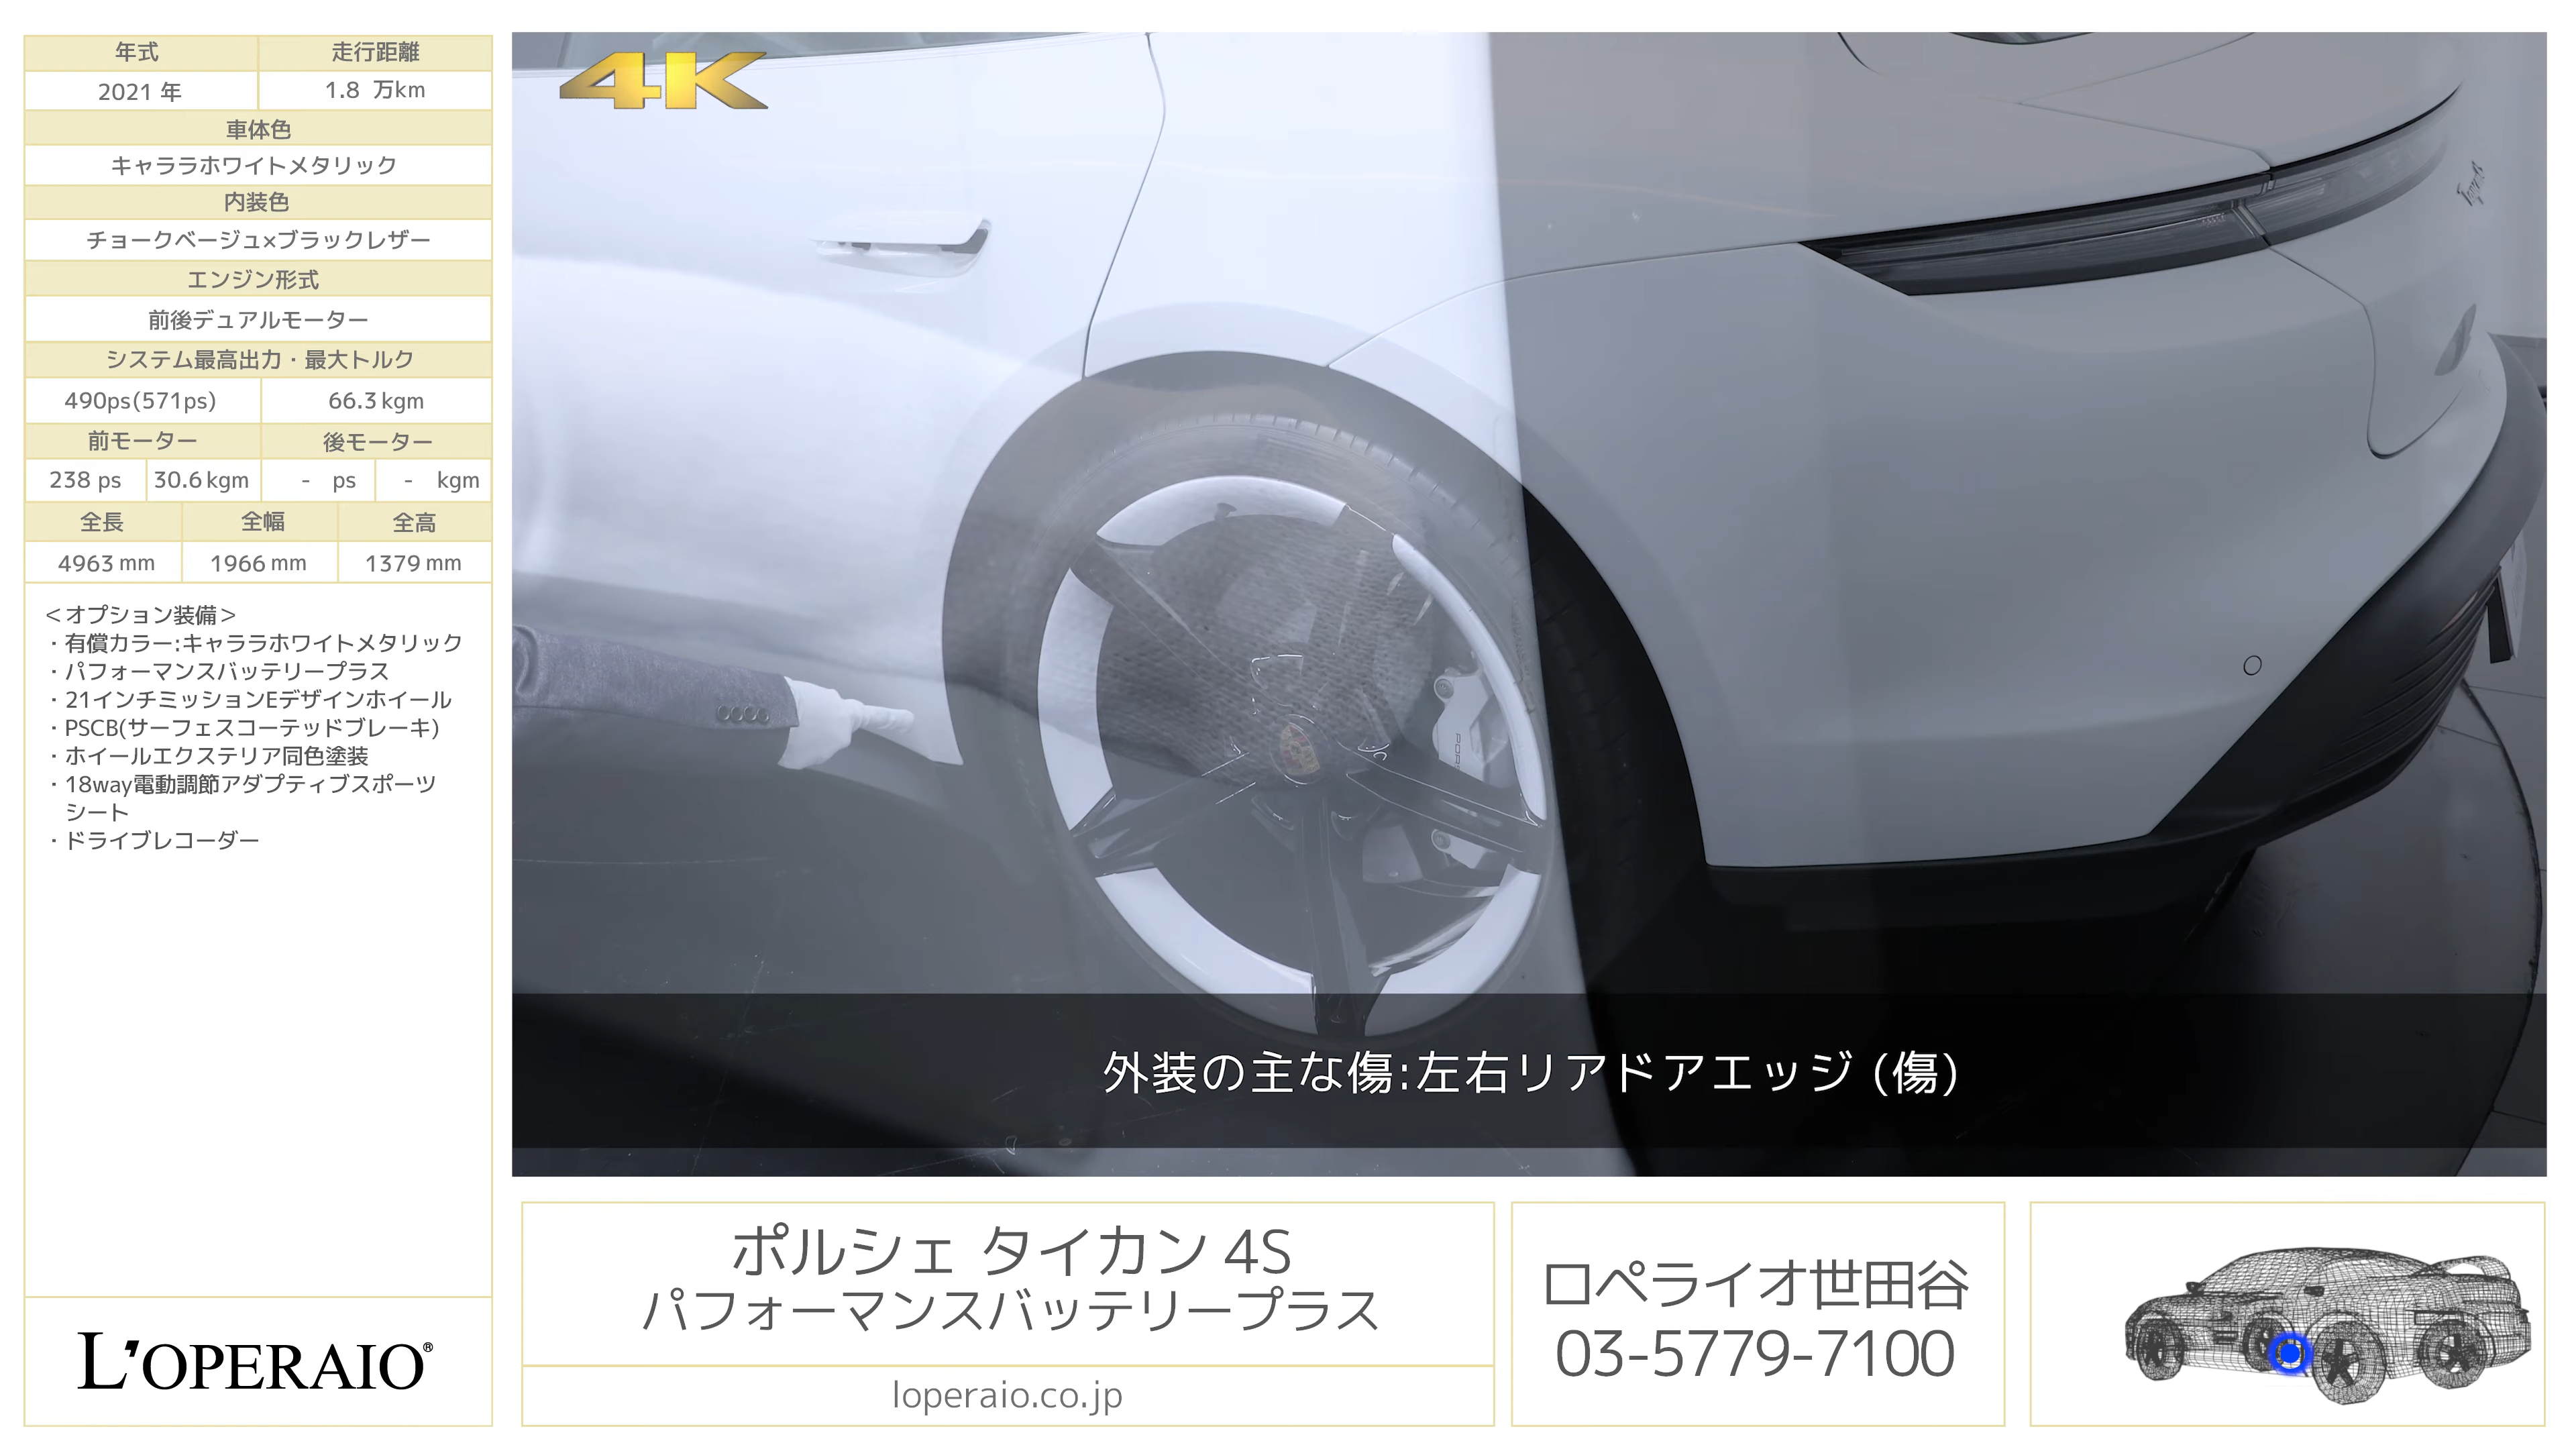 年式 走行距離
2021 年 1.8 万km
車体色
キャララホワイトメタリック
内装色
チョークベージュ×ブラックレザー
エンジン形式
前後デュアルモーター
システム最高出力・最大トルク
490ps(571ps) 66.3 kgm
前モーター 後モーター
238 ps 30.6 kgm - ps - kgm
全長 全幅 全高
4963 mm 1966 mm 1379 mm
＜オプション装備＞
・有償カラー:キャララホワイトメタリック
・パフォーマンスバッテリープラス
・21インチミッションEデザインホイール
・PSCB(サーフェスコーテッドブレーキ)
・ホイールエクステリア同色塗装
・18way電動調節アダプティブスポーツ
シート
・ドライブレコーダー
L'OPERAIO®
4K
外装の主な傷:左右リアドアエッジ (傷)
ポルシェ タイカン 4S
パフォーマンスバッテリープラス
loperaio.co.jp
ロペライオ世田谷
03-5779-7100